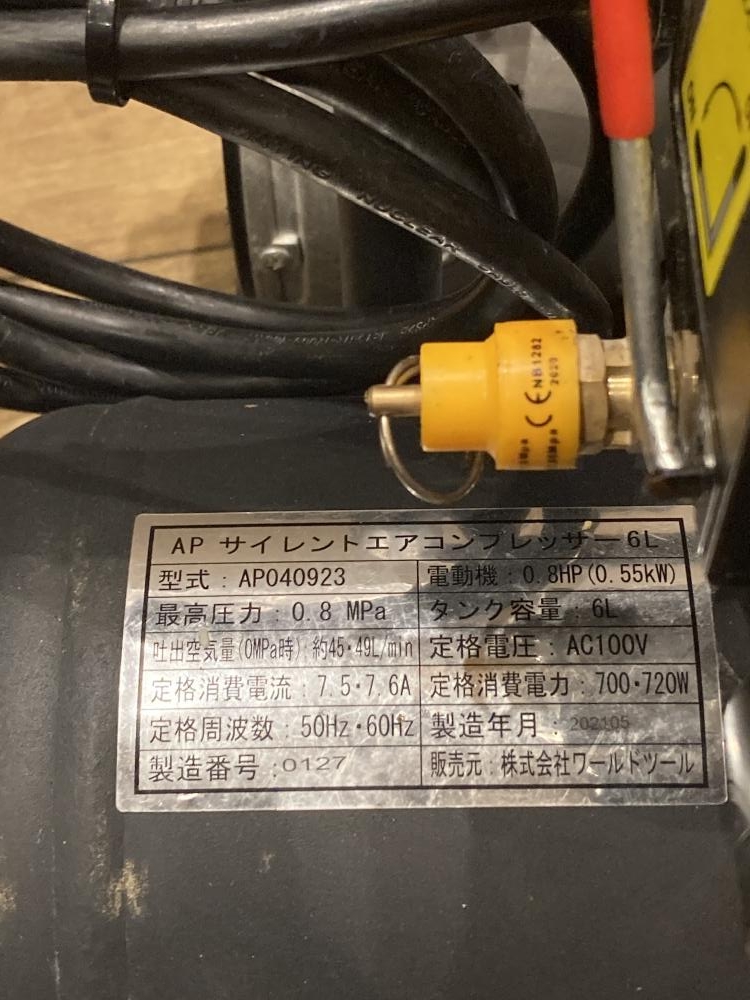 NUCLEAR
NB1282
2020
CE
AP サイレントエアコンプレッサー6L
型式：AP040923
電動機：0.8HP(0.55kW)
最高圧力：0.8 MPa
タンク容量：6L
吐出空気量(0MPa時)：約45・49L/min
定格電圧：AC100V
定格消費電流：7.5・7.6A
定格消費電力：700・720W
定格周波数：50Hz・60Hz
製造年月：202105
製造番号：0127
販売元：株式会社ワールドツール